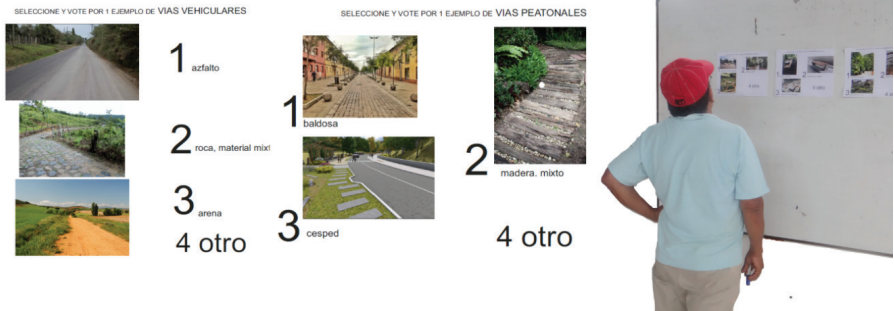 SELECCIONE Y VOTE POR 1 EJEMPLO DE VIAS VEHICULARES
1 azfalto
2 roca, material mixt
3 arena
4 otro
SELECCIONE Y VOTE POR 1 EJEMPLO DE VIAS PEATONALES
1
baldosa
2
madera. mixto
3 cesped
4 otro